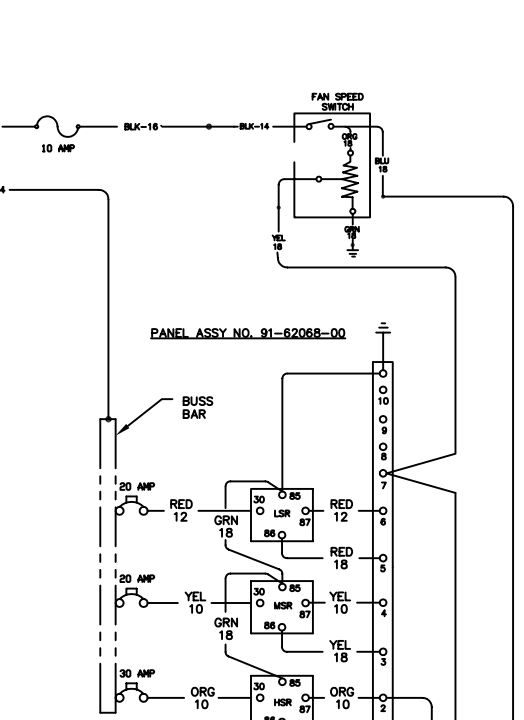 FAN SPEED
SWITCH
BLK-16
BLK-14
10 AMP
ORG
18
BLU
18
4
YEL
18
GRN
18
PANEL ASSY NO. 91-62068-00
BUSS
BAR
10
9
8
7
20 AMP
RED
12
GRN
18
30
85
LSR
87
86
RED
12
6
RED
18
5
20 AMP
YEL
10
GRN
18
30
85
MSR
87
86
YEL
10
4
YEL
18
3
30 AMP
ORG
10
30
85
HSR
87
86
ORG
10
2